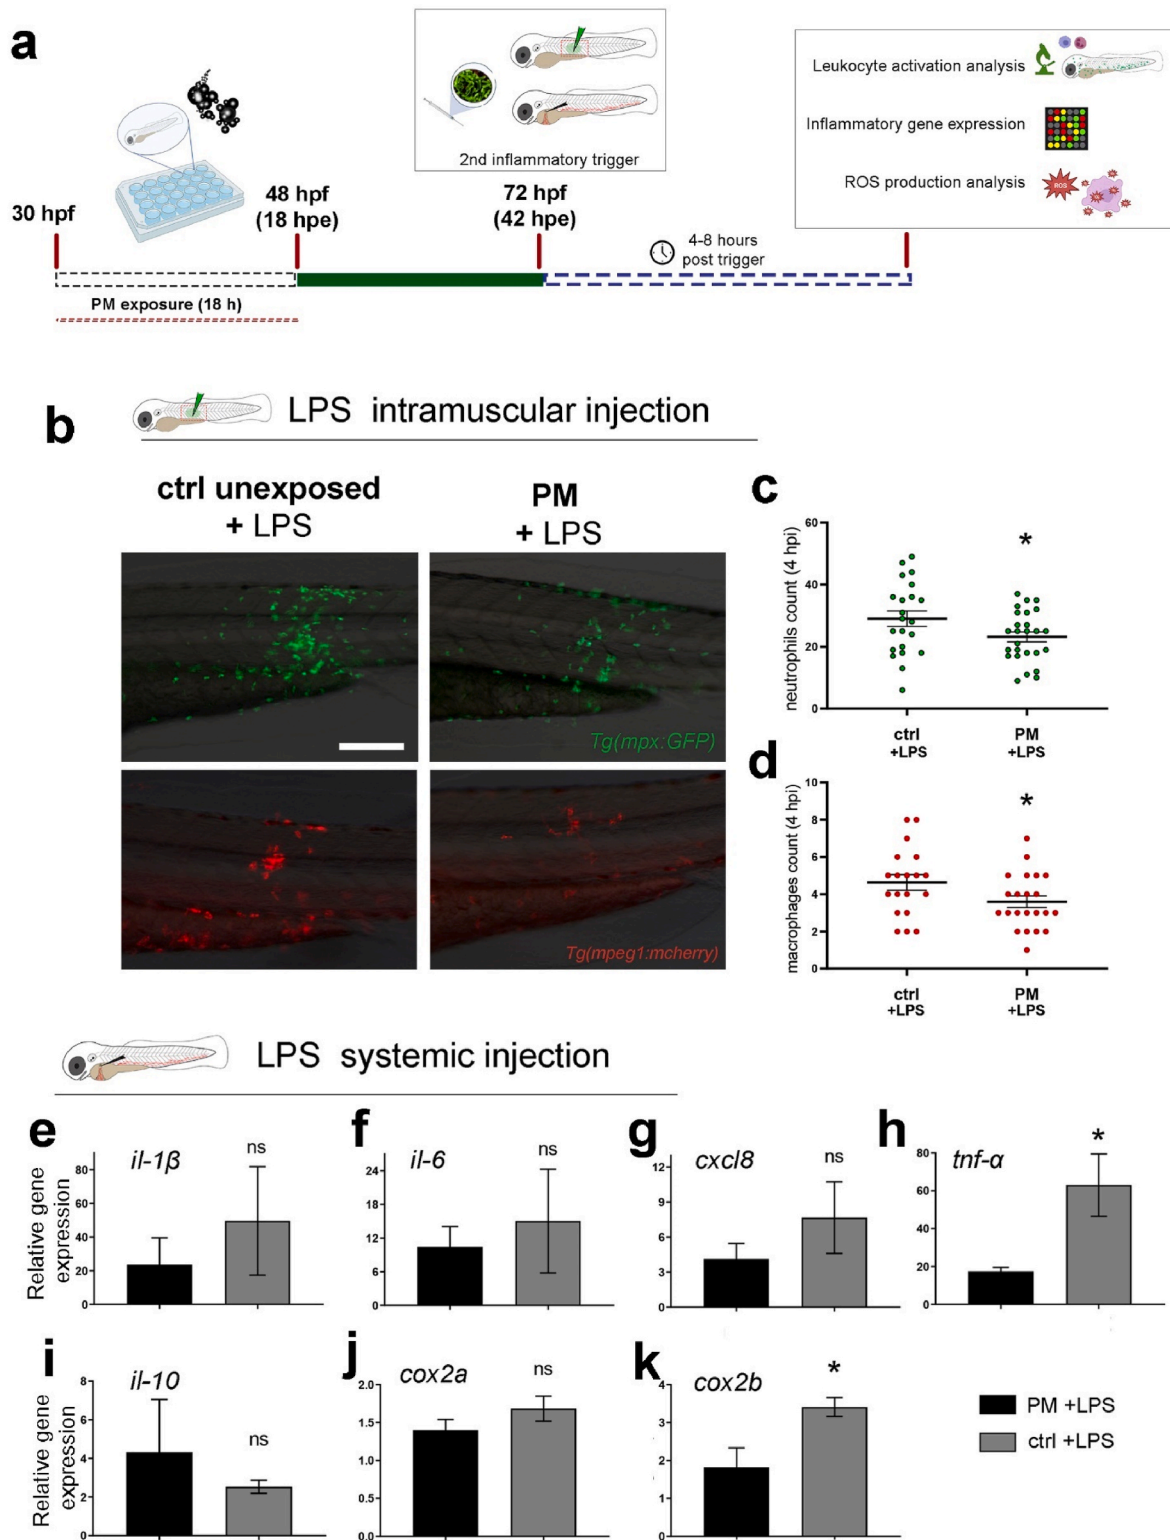 a
30 hpf
48 hpf
(18 hpe)
PM exposure (18 h)
2nd inflammatory trigger
72 hpf
(42 hpe)
4-8 hours
post trigger
Leukocyte activation analysis
Inflammatory gene expression
ROS production analysis
ROS
b
LPS intramuscular injection
ctrl unexposed
+ LPS
PM
+ LPS
Tg(mpx:GFP)
Tg(mpeg1:mcherry)
c
neutrophils count (4 hpi)
60
40
20
0
*
ctrl
+LPS
PM
+LPS
d
macrophages count (4 hpi)
10
8
6
4
2
0
*
ctrl
+LPS
PM
+LPS
LPS systemic injection
e
Relative gene
expression
il-1β
ns
80
60
40
20
0
f
il-6
ns
24
18
12
6
0
g
cxcl8
ns
12
9
6
3
0
h
tnf-α
*
80
60
40
20
0
i
Relative gene
expression
il-10
ns
8
6
4
2
0
j
cox2a
ns
2.0
1.5
1.0
0.5
0.0
k
cox2b
*
4
3
2
1
0
PM +LPS
ctrl +LPS